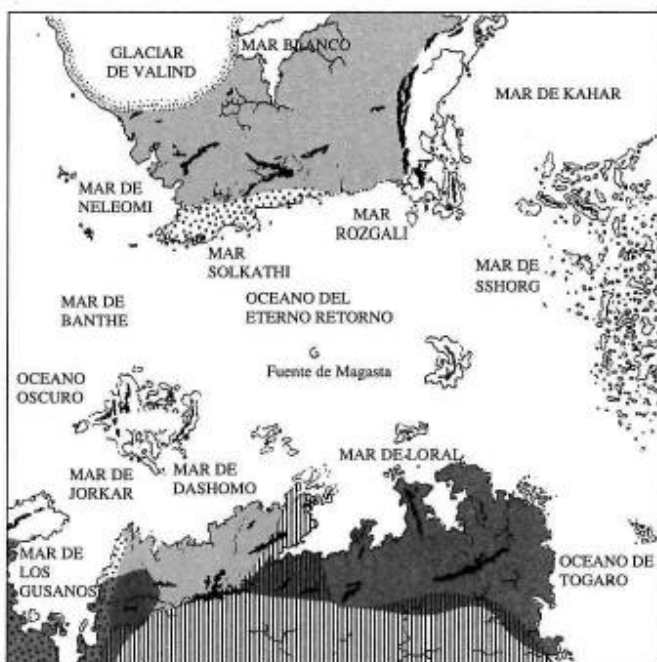 GLACIAR
DE VALIND
MAR BLANCO
MAR DE KAHAR
MAR DE
NELEOMI
MAR
ROZGALI
MAR
SOLKATHI
MAR DE
SSHORG
MAR DE
BANTHE
OCEANO DEL
ETERNO RETORNO
Fuente de Magasta
OCEANO
OSCURO
MAR DE LORAL
MAR DE
JORKAR
MAR DE
DASHOMO
MAR DE
LOS
GUSANOS
OCEANO DE
TOGARO